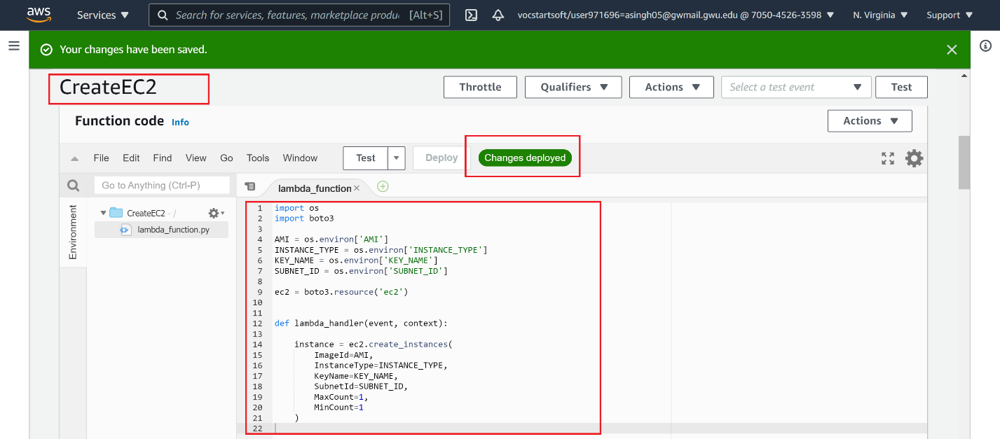 aws Services Search for services, features, marketplace produ [Alt+S] vocstartsoft/user971696=asingh05@gwmail.gwu.edu @ 7050-4526-3598 N. Virginia Support
Your changes have been saved.
CreateEC2 Throttle Qualifiers Actions Select a test event Test
Function code Info Actions
File Edit Find View Go Tools Window Test Deploy Changes deployed
Go to Anything (Ctrl-P) lambda_function
Environment
CreateEC2 - /
lambda_function.py
1 import os
2 import boto3
3
4 AMI = os.environ['AMI']
5 INSTANCE_TYPE = os.environ['INSTANCE_TYPE']
6 KEY_NAME = os.environ['KEY_NAME']
7 SUBNET_ID = os.environ['SUBNET_ID']
8
9 ec2 = boto3.resource('ec2')
10
11
12 def lambda_handler(event, context):
13
14     instance = ec2.create_instances(
15         ImageId=AMI,
16         InstanceType=INSTANCE_TYPE,
17         KeyName=KEY_NAME,
18         SubnetId=SUBNET_ID,
19         MaxCount=1,
20         MinCount=1
21     )
22